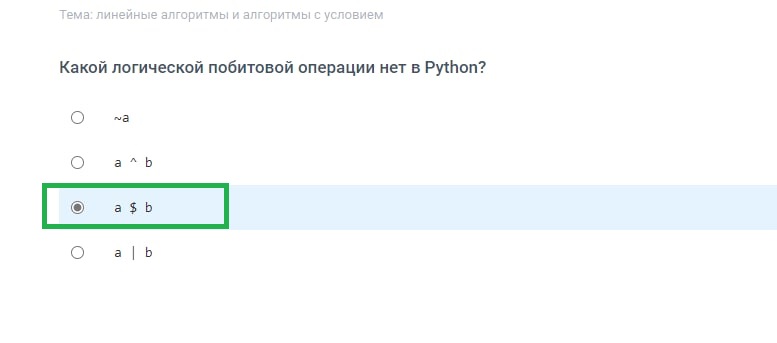 Тема: линейные алгоритмы и алгоритмы с условием
Какой логической побитовой операции нет в Python?
~a
a ^ b
a $ b
a | b